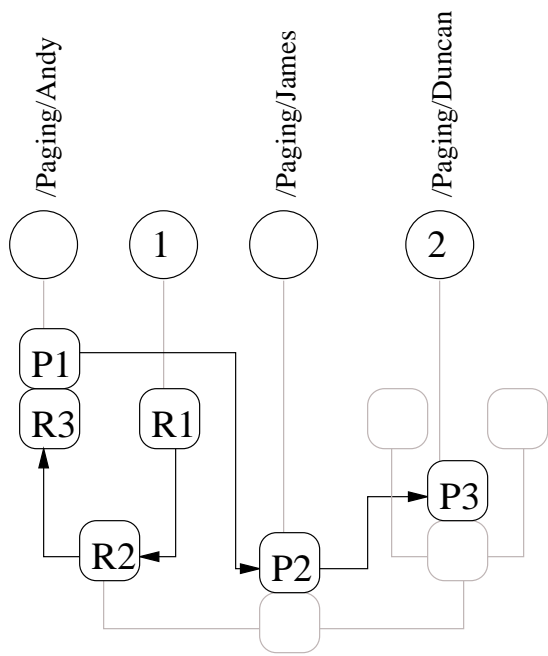 /Paging/Andy
/Paging/James
/Paging/Duncan
1
2
P1
R3
R1
P3
R2
P2